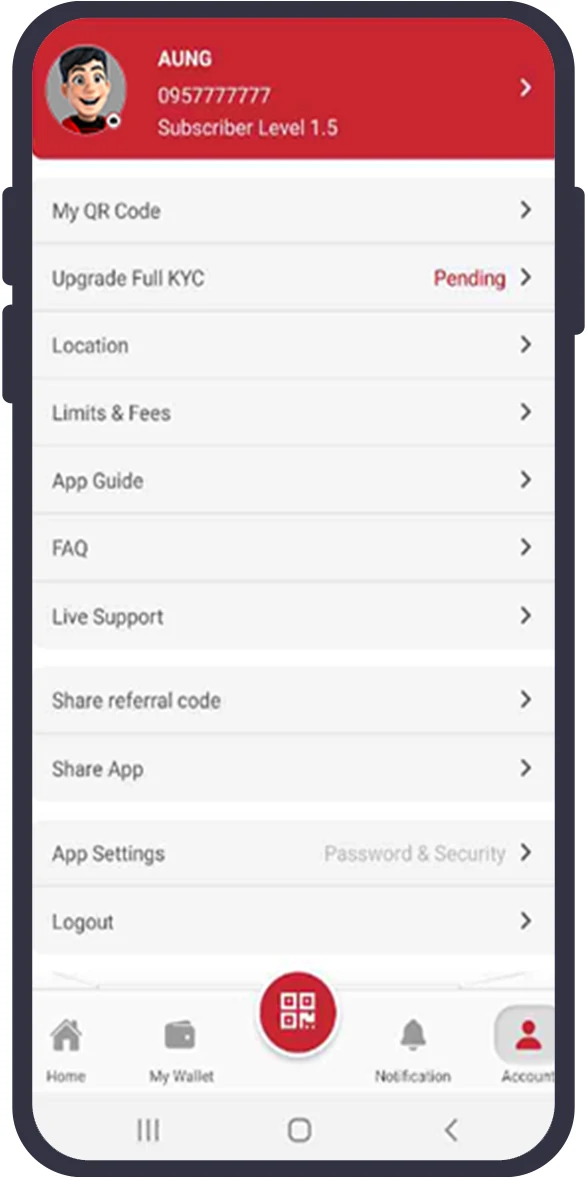 AUNG
0957777777
Subscriber Level 1.5
My QR Code
Upgrade Full KYC Pending
Location
Limits & Fees
App Guide
FAQ
Live Support
Share referral code
Share App
App Settings Password & Security
Logout
Home My Wallet Notification Account